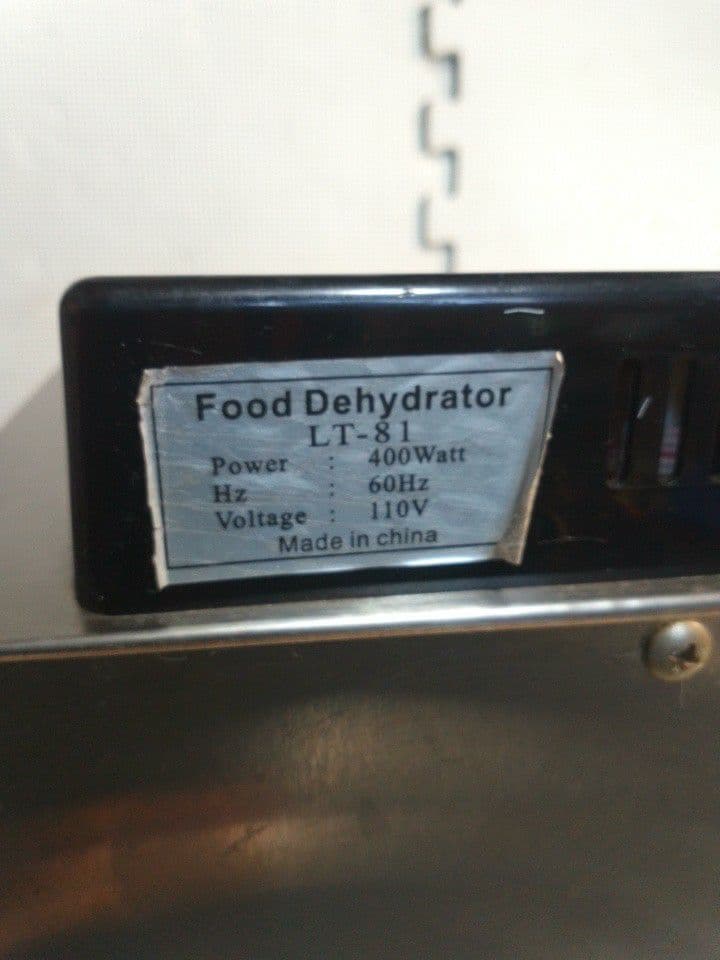 Food Dehydrator
LT-81
Power : 400Watt
Hz : 60Hz
Voltage : 110V
Made in china